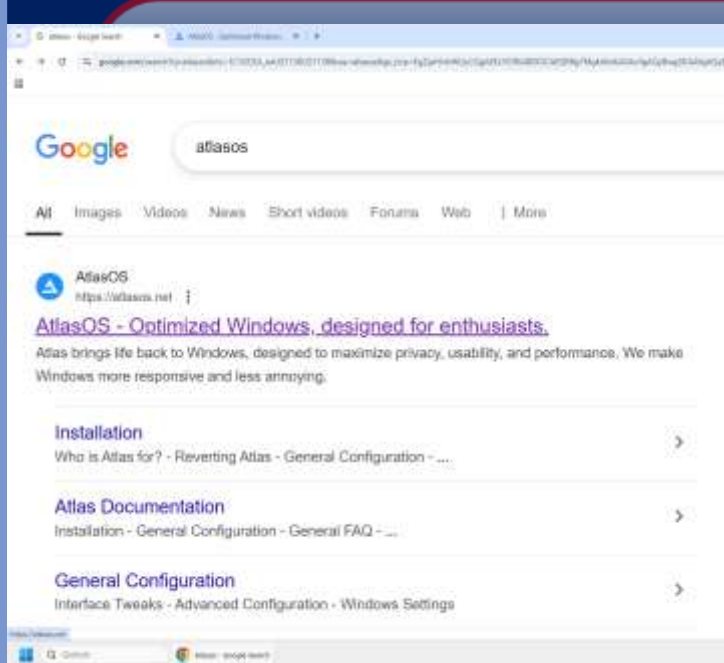 Google
atlasos
All Images Videos News Short videos Forums Web | More
AtlasOS
https://atlasos.net
AtlasOS - Optimized Windows, designed for enthusiasts.
Atlas brings life back to Windows, designed to maximize privacy, usability, and performance. We make
Windows more responsive and less annoying.
Installation
Who is Atlas for? - Reverting Atlas - General Configuration - ...
Atlas Documentation
Installation - General Configuration - General FAQ - ...
General Configuration
Interface Tweaks - Advanced Configuration - Windows Settings